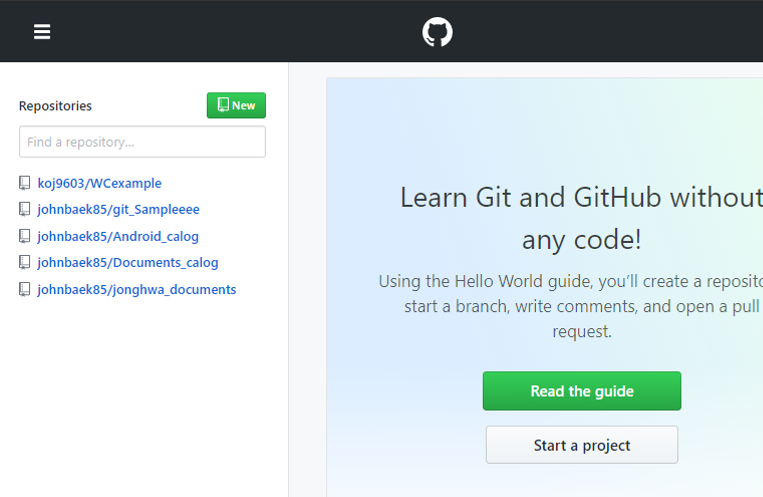 Repositories
New
Find a repository...
koj9603/WCexample
johnbaek85/git_Sampleeee
johnbaek85/Android_calog
johnbaek85/Documents_calog
johnbaek85/jonghwa_documents
Learn Git and GitHub without
any code!
Using the Hello World guide, you’ll create a reposito
start a branch, write comments, and open a pull
request.
Read the guide
Start a project